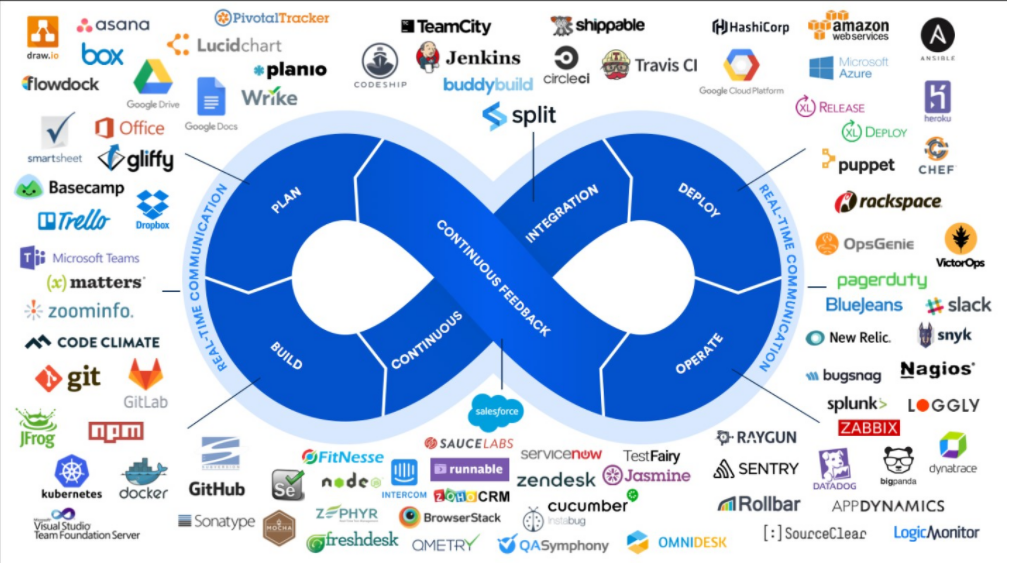 draw.io
asana
PivotalTracker
box
Lucidchart
flowdock
Google Drive
planio
Google Docs
Wrike
smartsheet
Office
gliffy
Basecamp
Trello
Dropbox
Microsoft Teams
(x)matters
zoominfo.
CODE CLIMATE
git
GitLab
JFrog
npm
kubernetes
docker
SUBVERSION
GitHub
Visual Studio
Team Foundation Server
Sonatype
TeamCity
shippable
CODESHIP
Jenkins
buddybuild
circleci
Travis CI
split
HashiCorp
amazon
webservices
ANSIBLE
Google Cloud Platform
Microsoft
Azure
XL RELEASE
heroku
XL DEPLOY
puppet
CHEF
rackspace
OpsGenie
VictorOps
pagerduty
BlueJeans
slack
New Relic.
snyk
bugsnag
Nagios
splunk>
LOGGLY
ZABBIX
RAYGUN
SENTRY
DATADOG
bigpanda
dynatrace
Rollbar
APPDYNAMICS
[:]SourceClear
LogicMonitor
REAL-TIME COMMUNICATION
PLAN
BUILD
CONTINUOUS
INTEGRATION
CONTINUOUS FEEDBACK
DEPLOY
OPERATE
REAL-TIME COMMUNICATION
salesforce
SAUCELABS
FitNesse
Se
node
JS
INTERCOM
runnable
servicenow
TestFairy
zendesk
Jasmine
ZOHO CRM
cucumber
ZEPHYR
MOCHA
BrowserStack
instabug
freshdesk
QMETRY
QASymphony
OMNIDESK